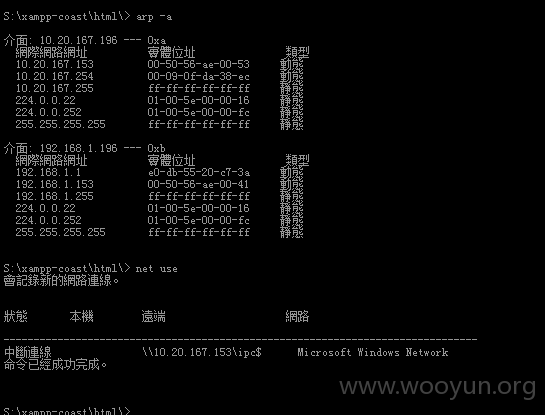 S:\xampp-coast\html\> arp -a
介面: 10.20.167.196 --- 0xa
網際網路網址 實體位址 類型
10.20.167.153 00-50-56-ae-00-53 動態
10.20.167.254 00-09-0f-da-38-ec 動態
10.20.167.255 ff-ff-ff-ff-ff-ff 靜態
224.0.0.22 01-00-5e-00-00-16 靜態
224.0.0.252 01-00-5e-00-00-fc 靜態
255.255.255.255 ff-ff-ff-ff-ff-ff 靜態
介面: 192.168.1.196 --- 0xb
網際網路網址 實體位址 類型
192.168.1.1 e0-db-55-20-c7-3a 動態
192.168.1.153 00-50-56-ae-00-41 動態
192.168.1.255 ff-ff-ff-ff-ff-ff 靜態
224.0.0.22 01-00-5e-00-00-16 靜態
224.0.0.252 01-00-5e-00-00-fc 靜態
255.255.255.255 ff-ff-ff-ff-ff-ff 靜態
S:\xampp-coast\html\> net use
會記錄新的網路連線。
狀態 本機 遠端 網路
-------------------------------------------------------------------------------
中斷連線 \\10.20.167.153\ipc$ Microsoft Windows Network
命令已經成功完成。
www.wooyun.org
S:\xampp-coast\html\>